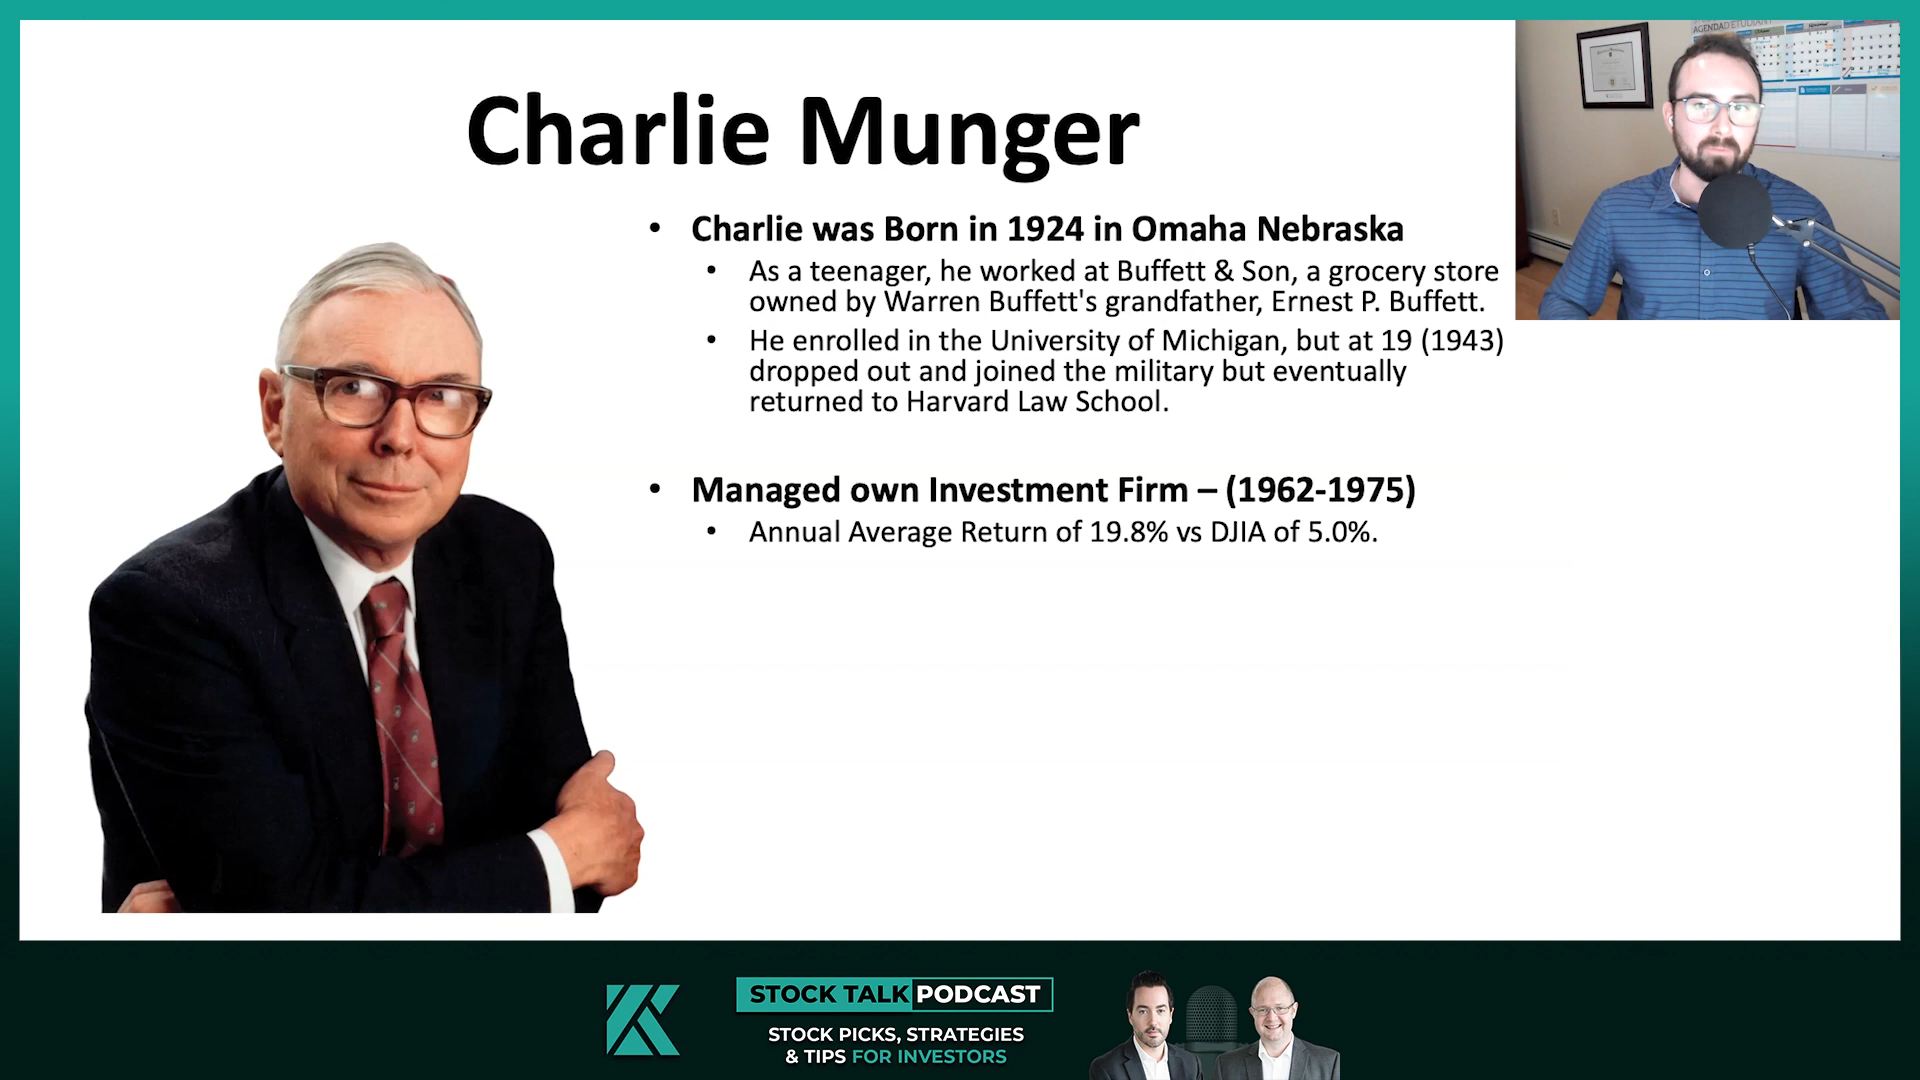 Charlie Munger
• Charlie was Born in 1924 in Omaha Nebraska
• As a teenager, he worked at Buffett & Son, a grocery store
owned by Warren Buffett's grandfather, Ernest P. Buffett.
• He enrolled in the University of Michigan, but at 19 (1943)
dropped out and joined the military but eventually
returned to Harvard Law School.
• Managed own Investment Firm – (1962-1975)
• Annual Average Return of 19.8% vs DJIA of 5.0%.
AGENDA D'ÉTUDIANT
STOCK TALK PODCAST
STOCK PICKS, STRATEGIES
& TIPS FOR INVESTORS